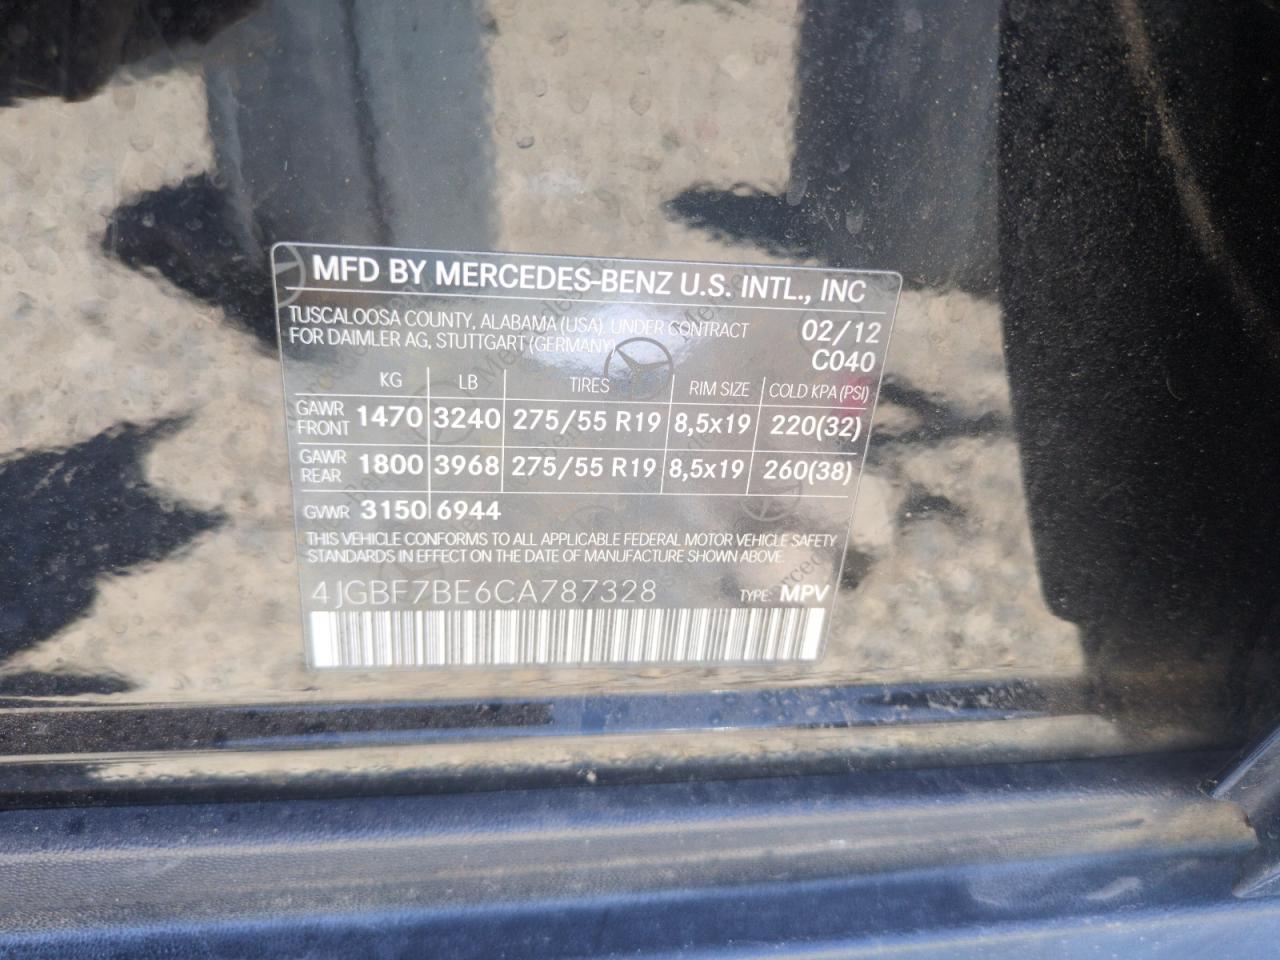 MFD BY MERCEDES-BENZ U.S. INTL., INC
TUSCALOOSA COUNTY, ALABAMA (USA). UNDER CONTRACT
FOR DAIMLER AG, STUTTGART (GERMANY)
02/12
C040
KG LB TIRES RIM SIZE COLD KPA (PSI)
GAWR FRONT 1470 3240 275/55 R19 8,5x19 220(32)
GAWR REAR 1800 3968 275/55 R19 8,5x19 260(38)
GVWR 3150 6944
THIS VEHICLE CONFORMS TO ALL APPLICABLE FEDERAL MOTOR VEHICLE SAFETY
STANDARDS IN EFFECT ON THE DATE OF MANUFACTURE SHOWN ABOVE.
4JGBF7BE6CA787328 TYPE: MPV